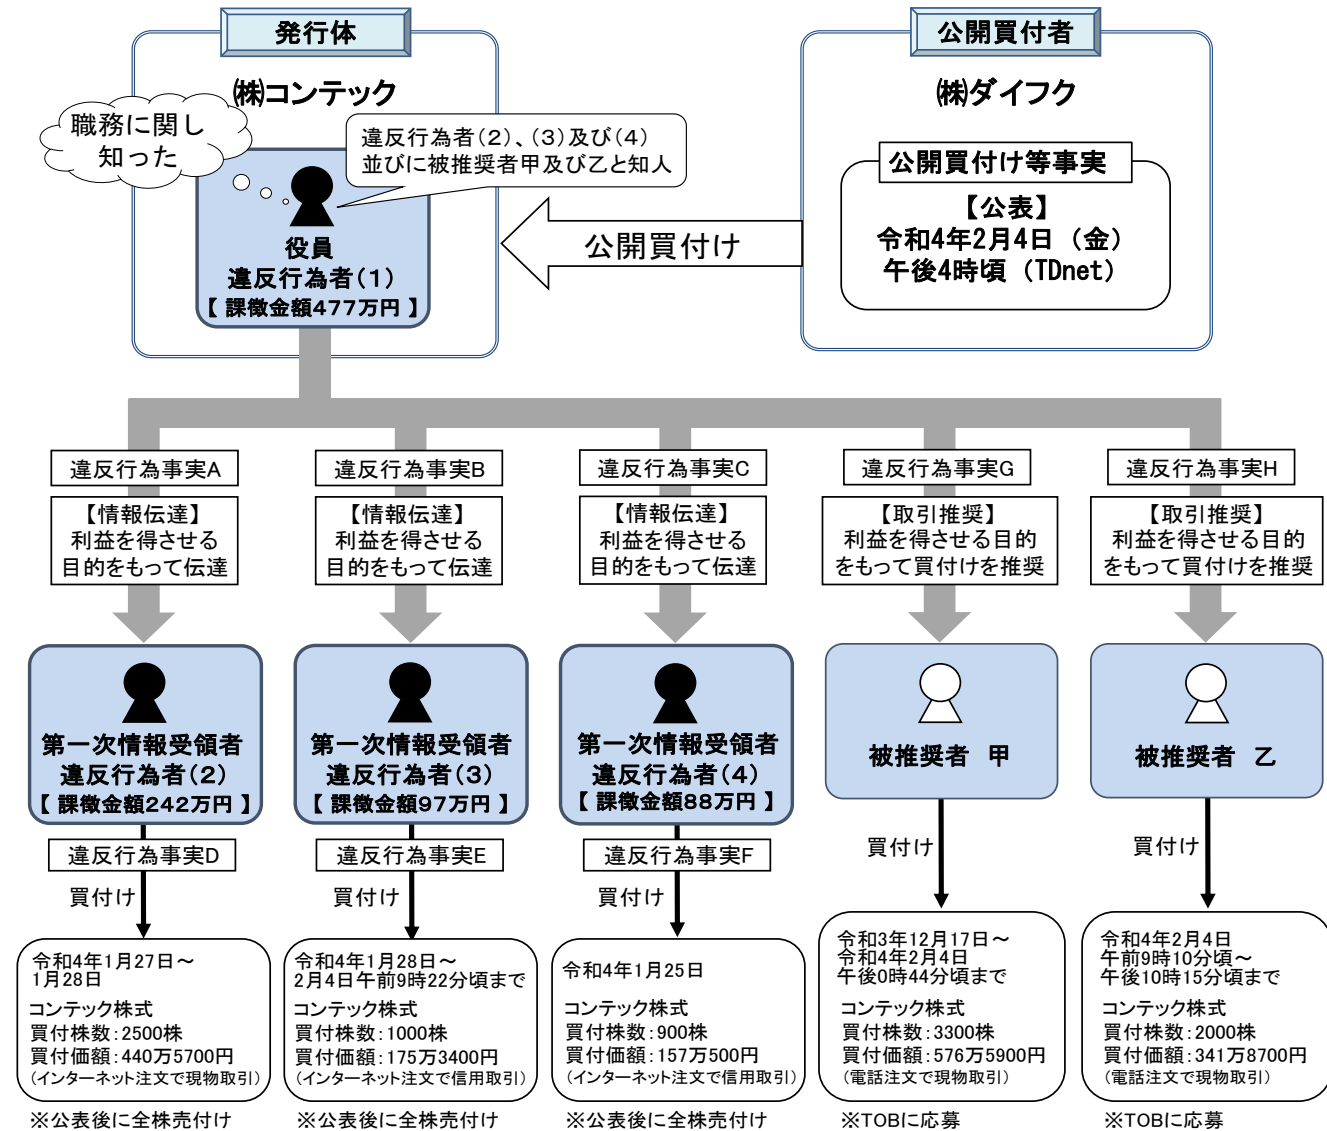 発行体
㈱コンテック
職務に関し
知った
違反行為者(2)、(3)及び(4)
並びに被推奨者甲及び乙と知人
役員
違反行為者(1)
【 課徴金額477万円 】
公開買付け
公開買付者
㈱ダイフク
公開買付け等事実
【公表】
令和4年2月4日（金）
午後4時頃（TDnet）
違反行為事実A
【情報伝達】
利益を得させる
目的をもって伝達
第一次情報受領者
違反行為者(2)
【 課徴金額242万円 】
違反行為事実D
買付け
令和4年1月27日～
1月28日
コンテック株式
買付株数：2500株
買付価額：440万5700円
（インターネット注文で現物取引）
※公表後に全株売付け
違反行為事実B
【情報伝達】
利益を得させる
目的をもって伝達
第一次情報受領者
違反行為者(3)
【 課徴金額97万円 】
違反行為事実E
買付け
令和4年1月28日～
2月4日午前9時22分頃まで
コンテック株式
買付株数：1000株
買付価額：175万3400円
（インターネット注文で信用取引）
※公表後に全株売付け
違反行為事実C
【情報伝達】
利益を得させる
目的をもって伝達
第一次情報受領者
違反行為者(4)
【 課徴金額88万円 】
違反行為事実F
買付け
令和4年1月25日
コンテック株式
買付株数：900株
買付価額：157万500円
（インターネット注文で信用取引）
※公表後に全株売付け
違反行為事実G
【取引推奨】
利益を得させる目的
をもって買付けを推奨
被推奨者 甲
買付け
令和3年12月17日～
令和4年2月4日
午後0時44分頃まで
コンテック株式
買付株数：3300株
買付価額：576万5900円
（電話注文で現物取引）
※TOBに応募
違反行為事実H
【取引推奨】
利益を得させる目的
をもって買付けを推奨
被推奨者 乙
買付け
令和4年2月4日
午前9時10分頃～
午後10時15分頃まで
コンテック株式
買付株数：2000株
買付価額：341万8700円
（電話注文で現物取引）
※TOBに応募